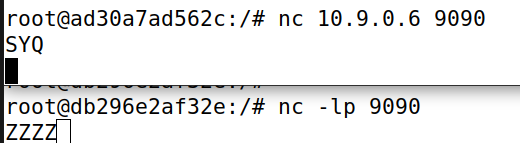 root@ad30a7ad562c:/# nc 10.9.0.6 9090
SYQ
root@db296e2af32e:/# nc -lp 9090
ZZZZ